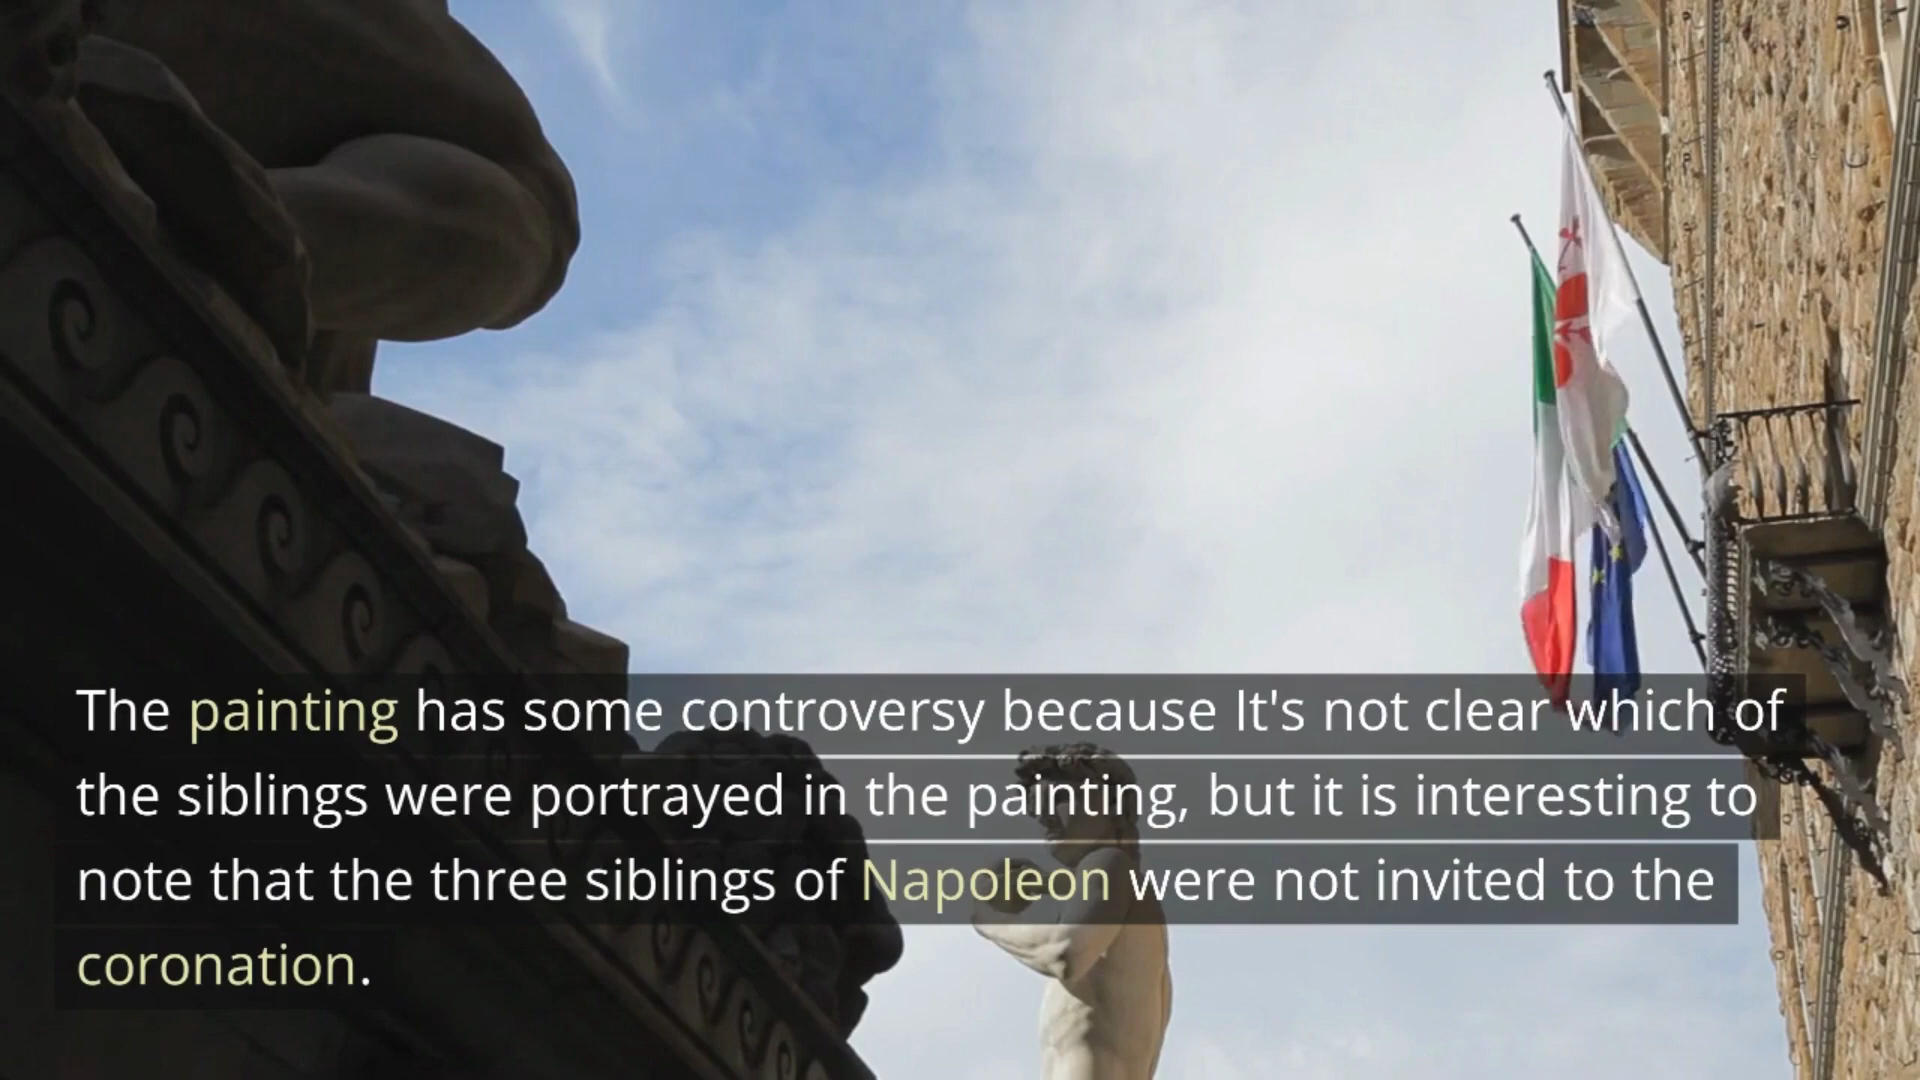 The painting has some controversy because It's not clear which of
the siblings were portrayed in the painting, but it is interesting to
note that the three siblings of Napoleon were not invited to the
coronation.